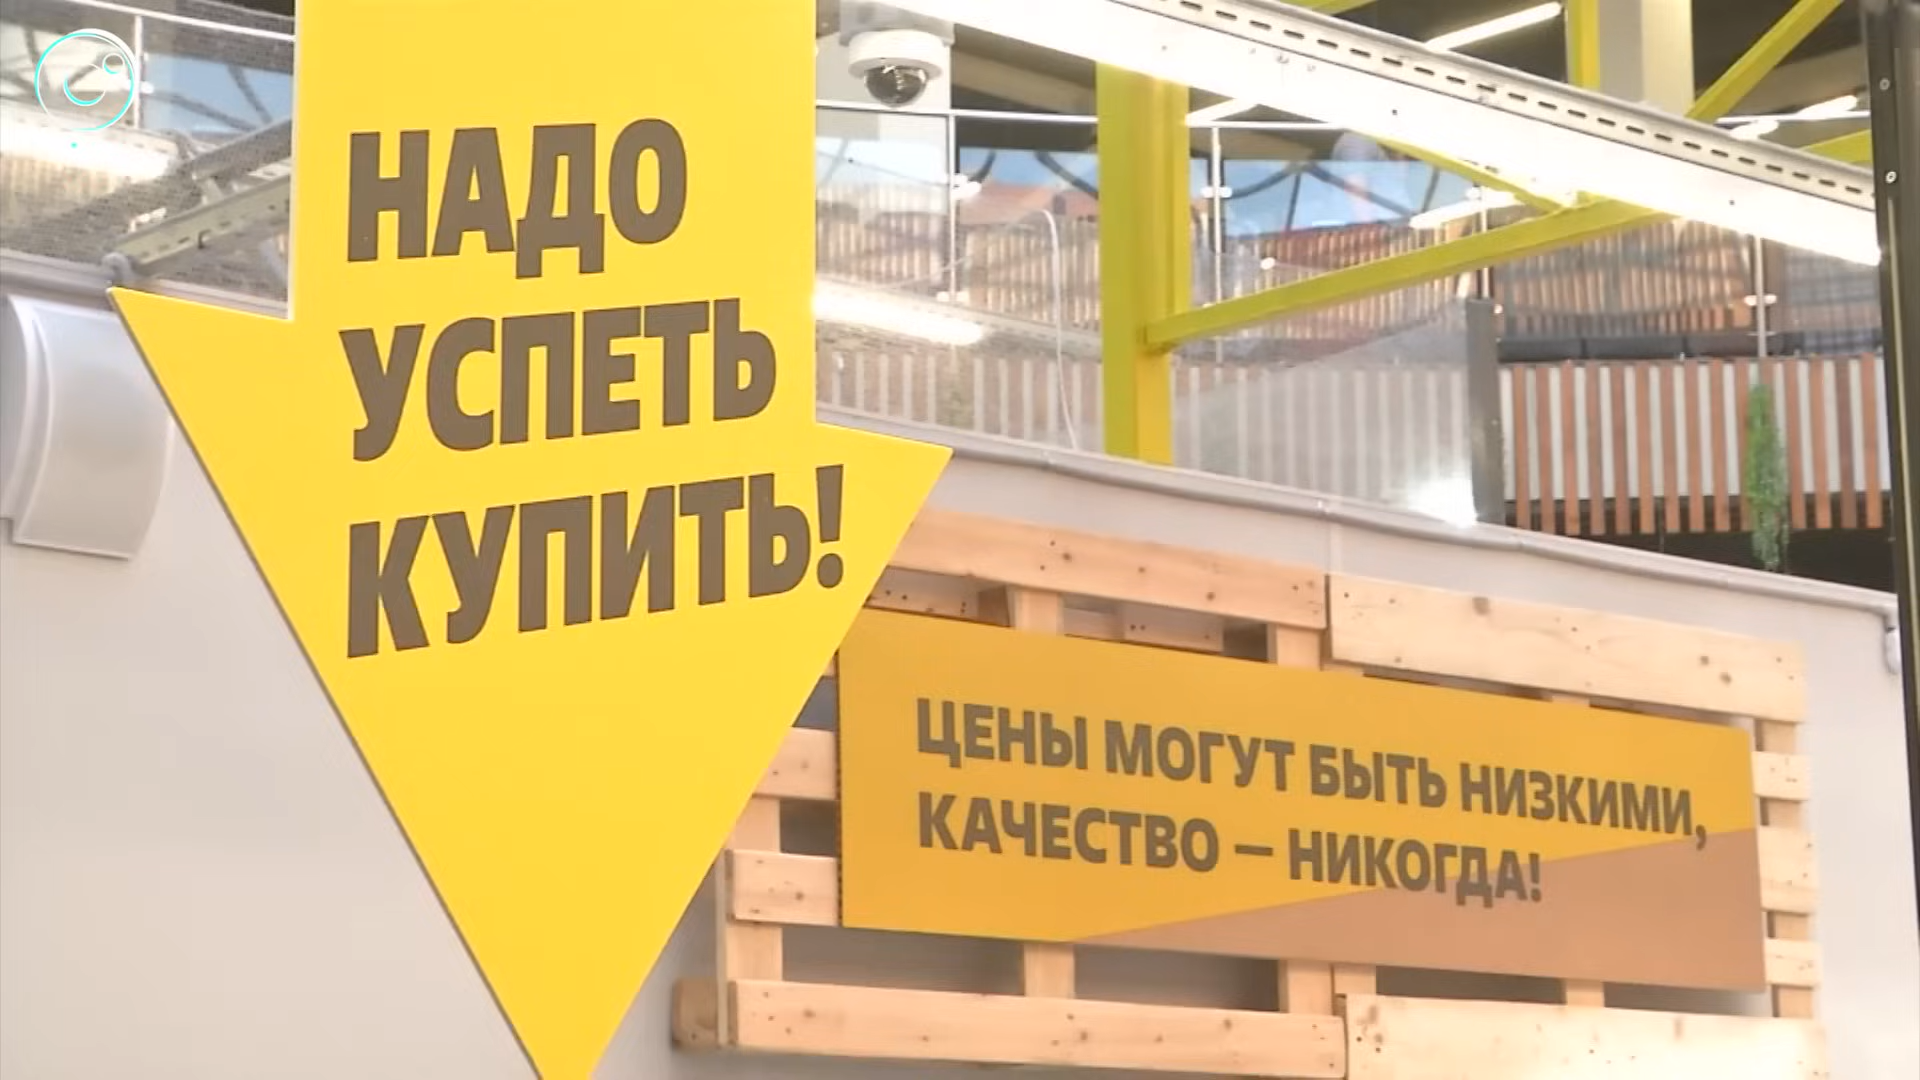 НАДО
УСПЕТЬ
КУПИТЬ!
ЦЕНЫ МОГУТ БЫТЬ НИЗКИМИ,
КАЧЕСТВО – НИКОГДА!